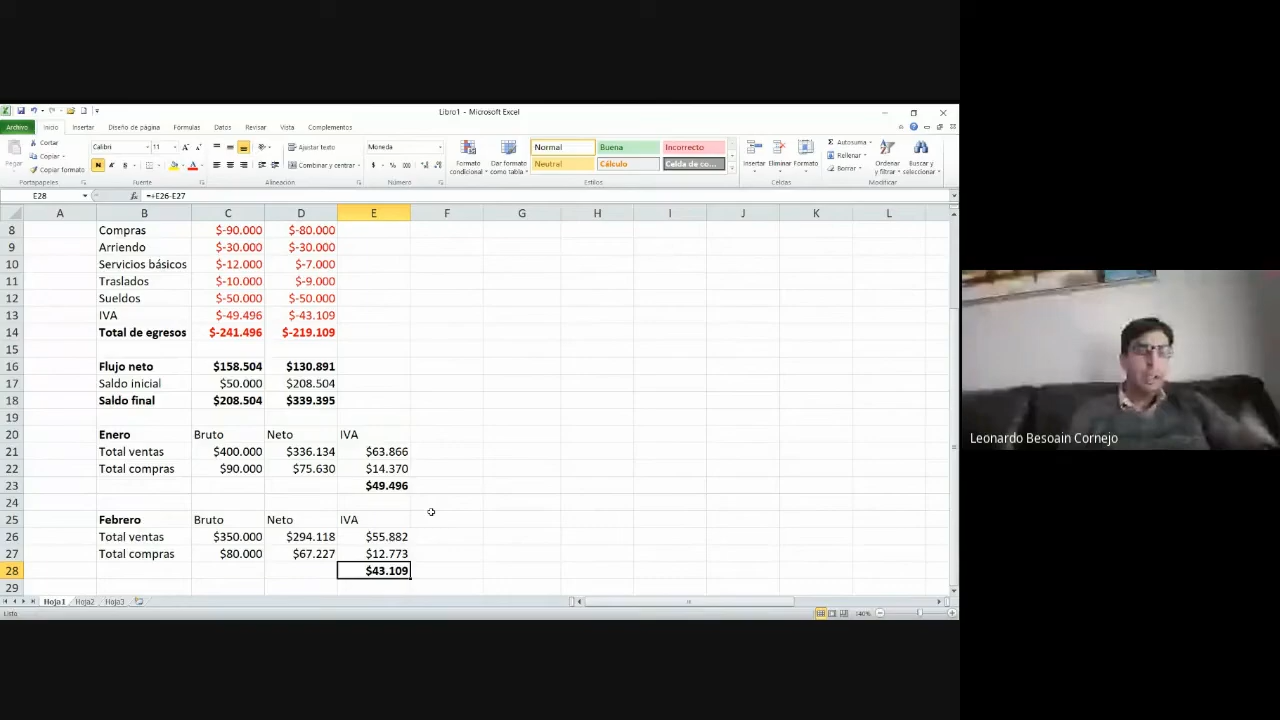 Libro1 - Microsoft Excel
Archivo Inicio Insertar Diseño de página Fórmulas Datos Revisar Vista Complementos
Pegar Cortar Copiar Copiar formato
Calibri 11
Ajustar texto
Combinar y centrar
Moneda
Formato condicional Dar formato como tabla
Normal Buena Incorrecto
Neutral Cálculo Celda de co...
Insertar Eliminar Formato
Autosuma
Rellenar
Borrar
Ordenar y filtrar Buscar y seleccionar
Portapapeles Fuente Alineación Número Estilos Celdas Modificar
E28 fx =+E26-E27
A B C D E F G H I J K L
8 Compras $-90.000 $-80.000
9 Arriendo $-30.000 $-30.000
10 Servicios básicos $-12.000 $-7.000
11 Traslados $-10.000 $-9.000
12 Sueldos $-50.000 $-50.000
13 IVA $-49.496 $-43.109
14 Total de egresos $-241.496 $-219.109
15
16 Flujo neto $158.504 $130.891
17 Saldo inicial $50.000 $208.504
18 Saldo final $208.504 $339.395
19
20 Enero Bruto Neto IVA
21 Total ventas $400.000 $336.134 $63.866
22 Total compras $90.000 $75.630 $14.370
23 $49.496
24
25 Febrero Bruto Neto IVA
26 Total ventas $350.000 $294.118 $55.882
27 Total compras $80.000 $67.227 $12.773
28 $43.109
29
Hoja1 Hoja2 Hoja3
Listo 140%
Leonardo Besoain Cornejo